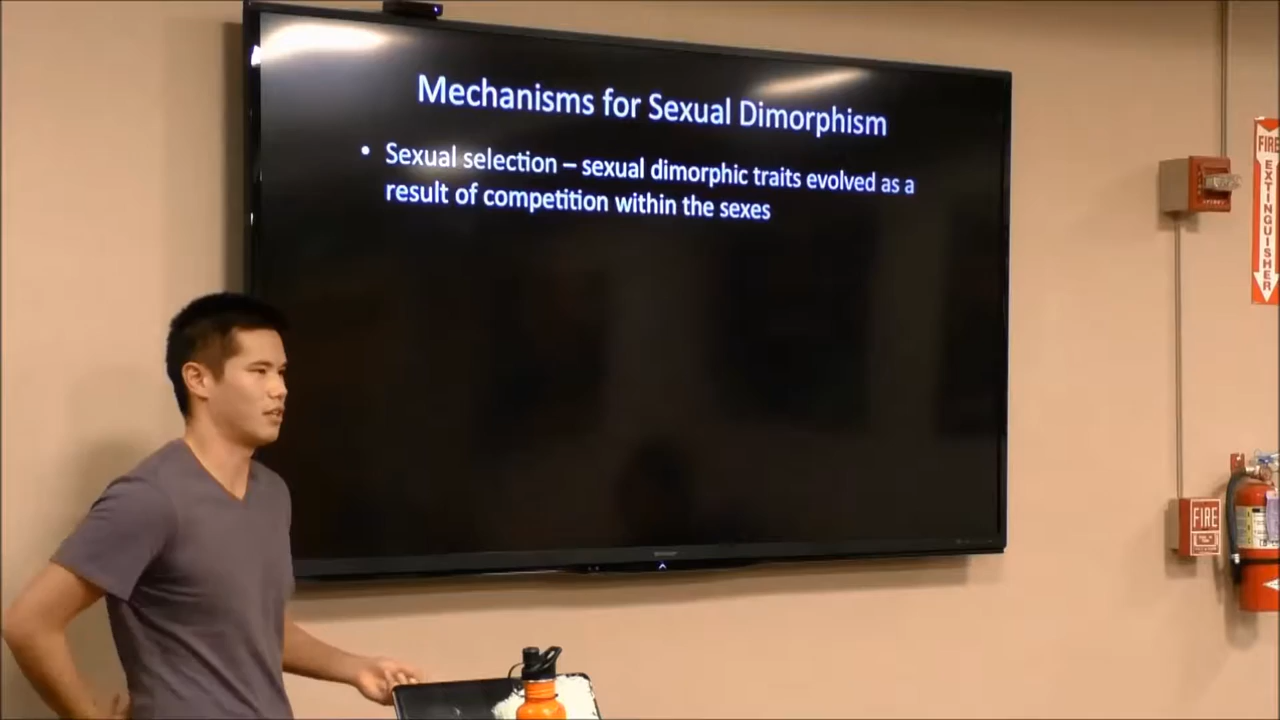 Mechanisms for Sexual Dimorphism
• Sexual selection – sexual dimorphic traits evolved as a
result of competition within the sexes
FIRE
EXTINGUISHER
FIRE
SHARP